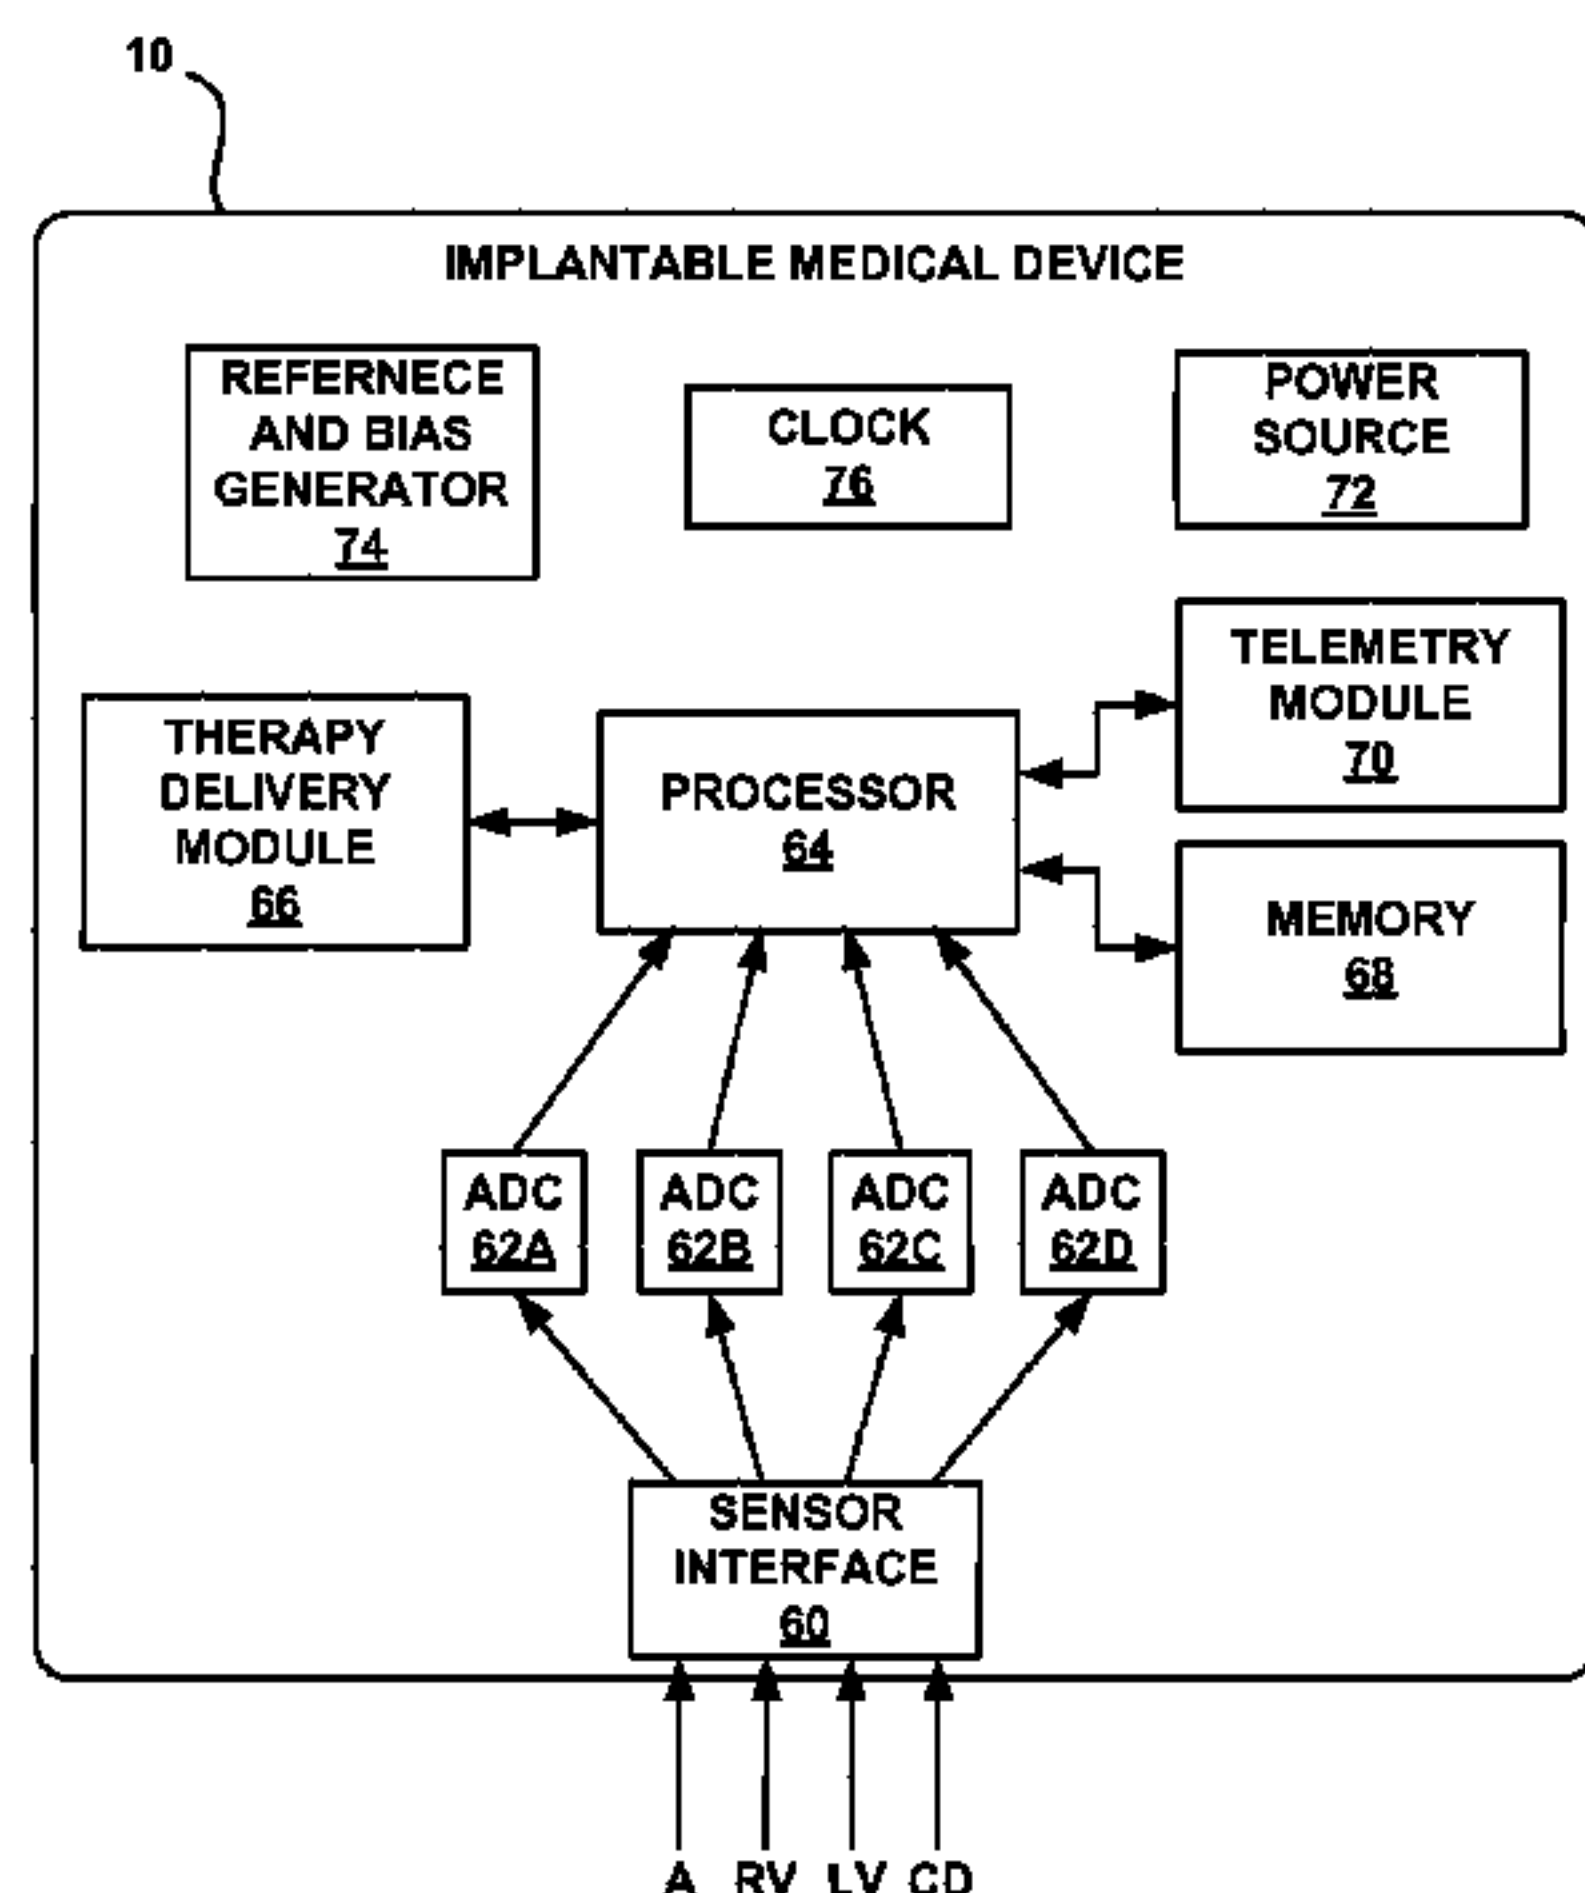 10
IMPLANTABLE MEDICAL DEVICE
REFERNECE
AND BIAS
GENERATOR
74
CLOCK
76
POWER
SOURCE
72
TELEMETRY
MODULE
70
THERAPY
DELIVERY
MODULE
66
PROCESSOR
64
MEMORY
68
ADC
62A
ADC
62B
ADC
62C
ADC
62D
SENSOR
INTERFACE
60
A RV LV CD